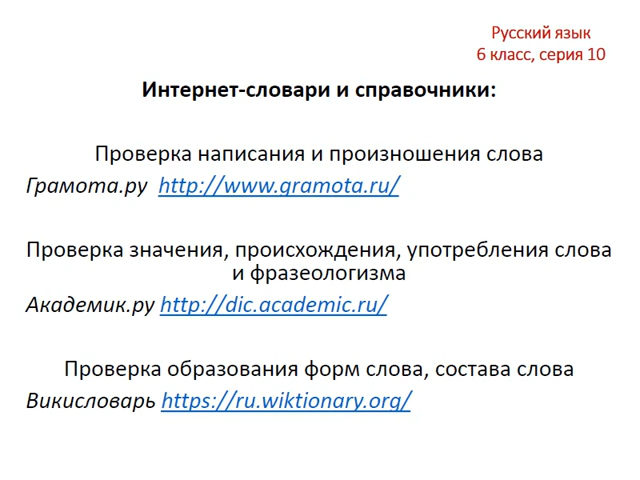 Русский язык
6 класс, серия 10
Интернет-словари и справочники:
Проверка написания и произношения слова
Грамота.ру http://www.gramota.ru/
Проверка значения, происхождения, употребления слова
и фразеологизма
Академик.ру http://dic.academic.ru/
Проверка образования форм слова, состава слова
Викисловарь https://ru.wiktionary.org/